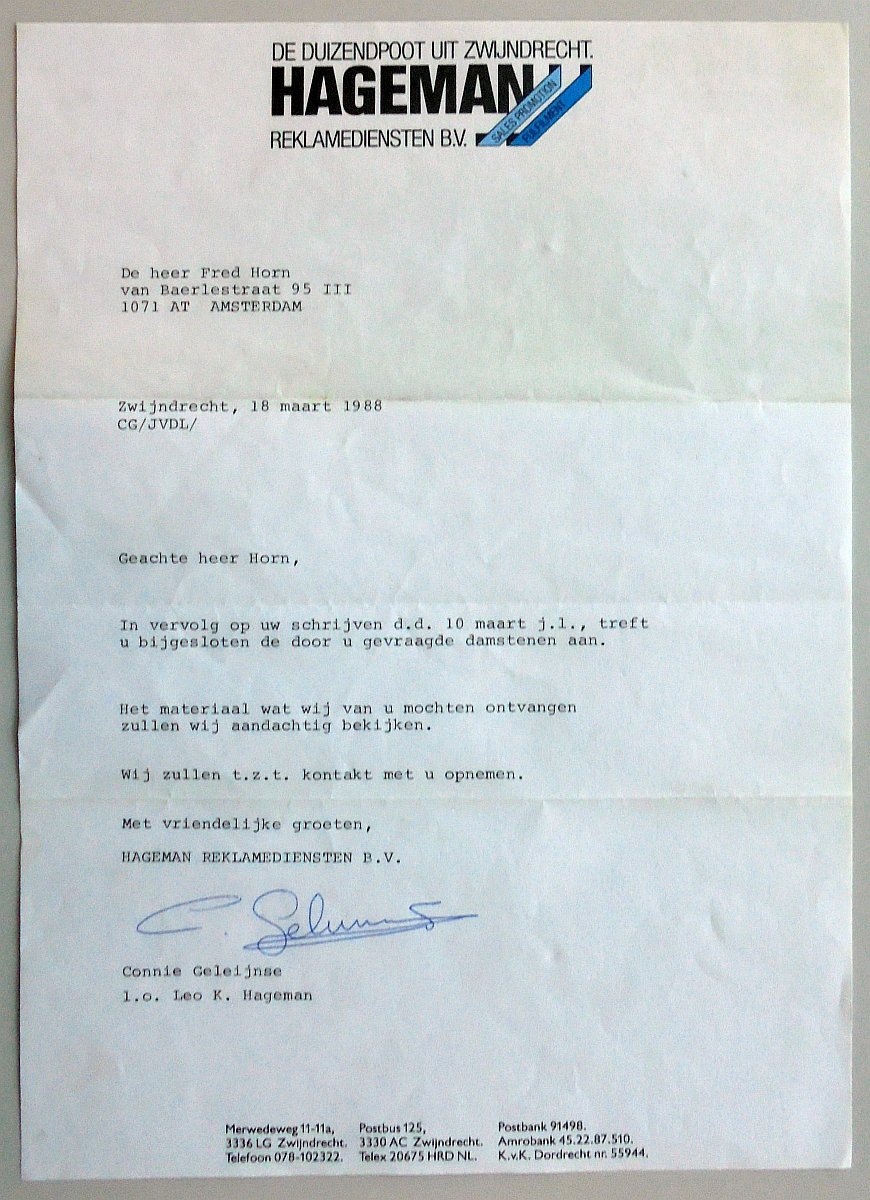 DE DUIZENDPOOT UIT ZWIJNDRECHT.
HAGEMAN
SALES PROMOTION
FULFILMENT
REKLAMEDIENSTEN B.V.
De heer Fred Horn
van Baerlestraat 95 III
1071 AT AMSTERDAM
Zwijndrecht, 18 maart 1988
CG/JVDL/
Geachte heer Horn,
In vervolg op uw schrijven d.d. 10 maart j.l., treft
u bijgesloten de door u gevraagde damstenen aan.
Het materiaal wat wij van u mochten ontvangen
zullen wij aandachtig bekijken.
Wij zullen t.z.t. kontakt met u opnemen.
Met vriendelijke groeten,
HAGEMAN REKLAMEDIENSTEN B.V.
Connie Geleijnse
i.o. Leo K. Hageman
Merwedeweg 11-11a, Postbus 125, Postbank 91498.
3336 LG Zwijndrecht. 3330 AC Zwijndrecht. Amrobank 45.22.87.510.
Telefoon 078-102322. Telex 20675 HRD NL. K.v.K. Dordrecht nr. 55944.